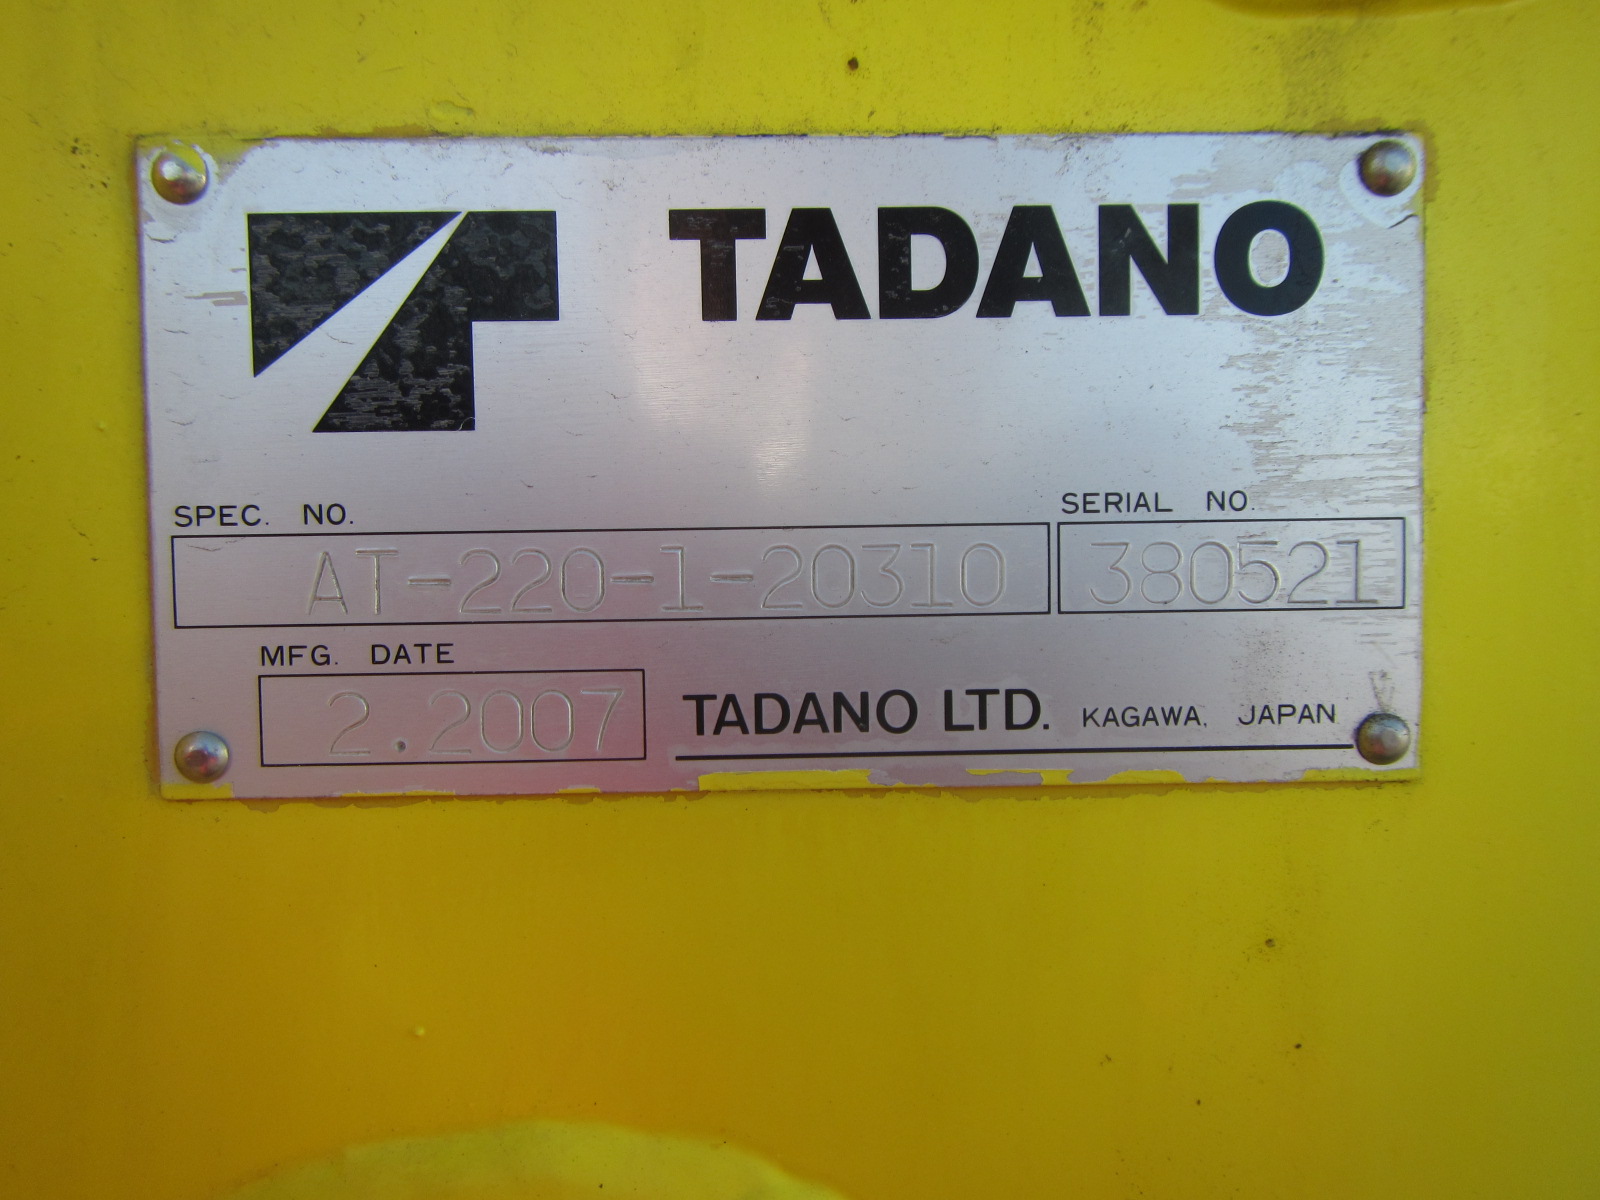 TADANO
SPEC. NO.
SERIAL NO.
AT-220-1-20310
380521
MFG. DATE
2.2007
TADANO LTD. KAGAWA, JAPAN